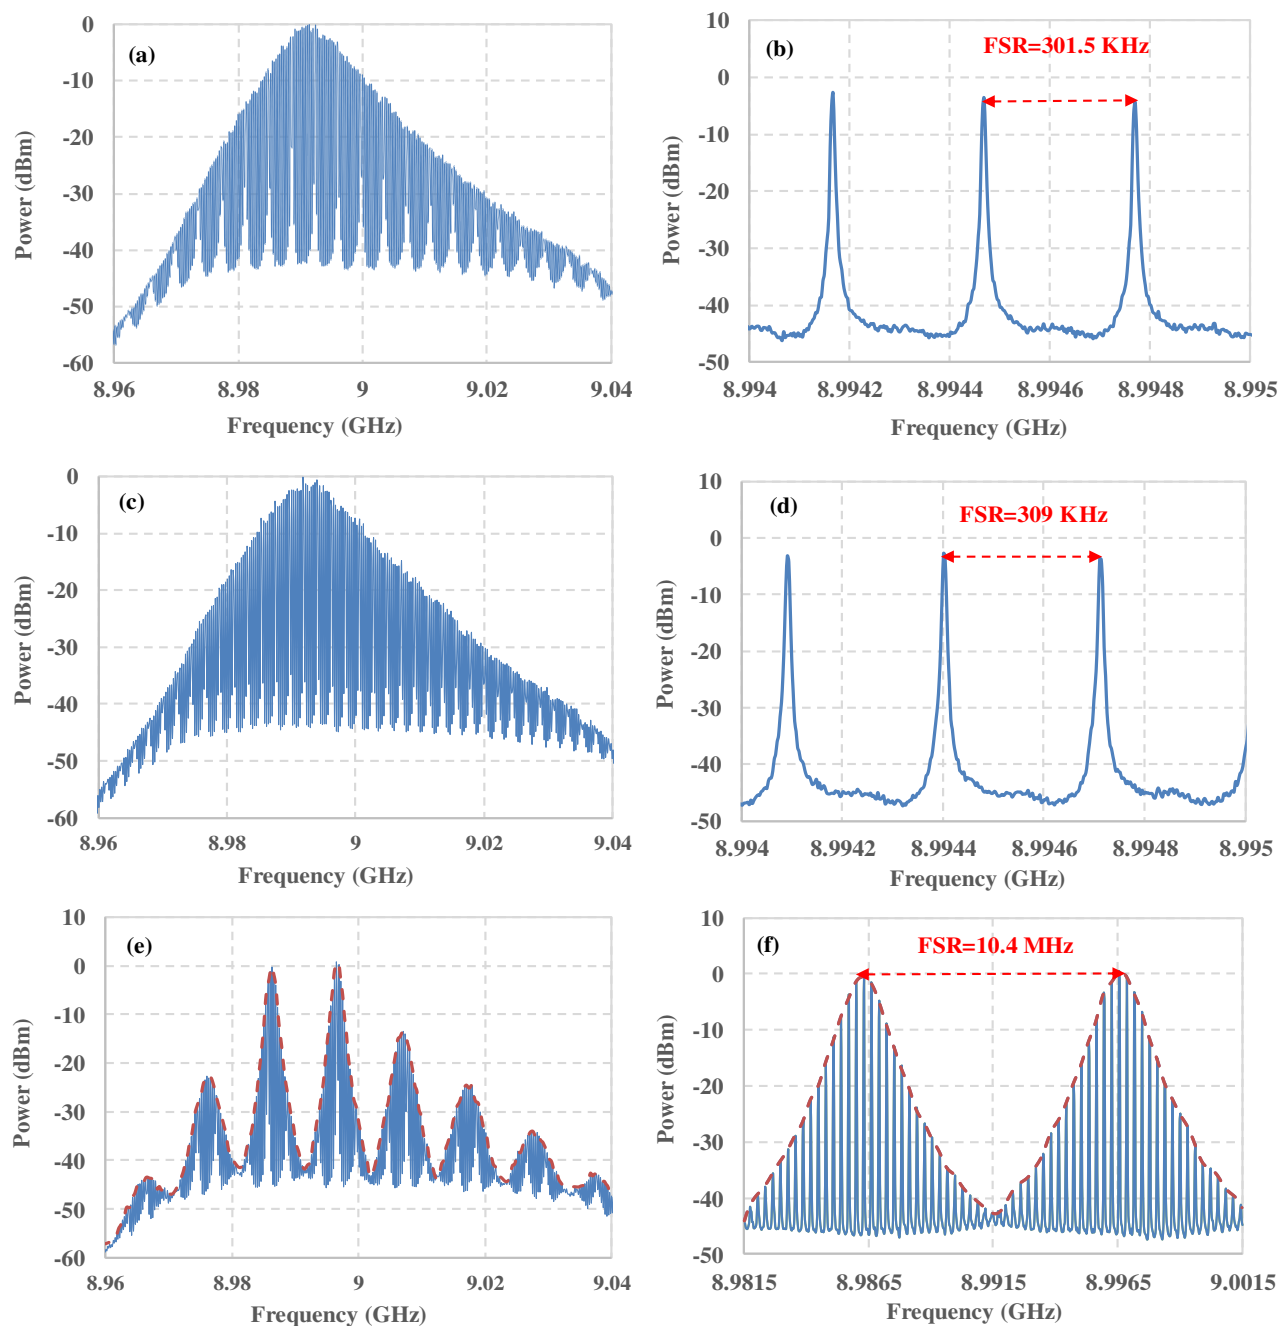 (a)
0
-10
-20
-30
-40
-50
-60
Power (dBm)
8.96 8.98 9 9.02 9.04
Frequency (GHz)
(b)
FSR=301.5 KHz
10
0
-10
-20
-30
-40
-50
Power (dBm)
8.994 8.9942 8.9944 8.9946 8.9948 8.995
Frequency (GHz)
(c)
0
-10
-20
-30
-40
-50
-60
Power (dBm)
8.96 8.98 9 9.02 9.04
Frequency (GHz)
(d)
FSR=309 KHz
10
0
-10
-20
-30
-40
-50
Power (dBm)
8.994 8.9942 8.9944 8.9946 8.9948 8.995
Frequency (GHz)
(e)
10
0
-10
-20
-30
-40
-50
-60
Power (dBm)
8.96 8.98 9 9.02 9.04
Frequency (GHz)
(f)
FSR=10.4 MHz
10
0
-10
-20
-30
-40
-50
Power (dBm)
8.9815 8.9865 8.9915 8.9965 9.0015
Frequency (GHz)